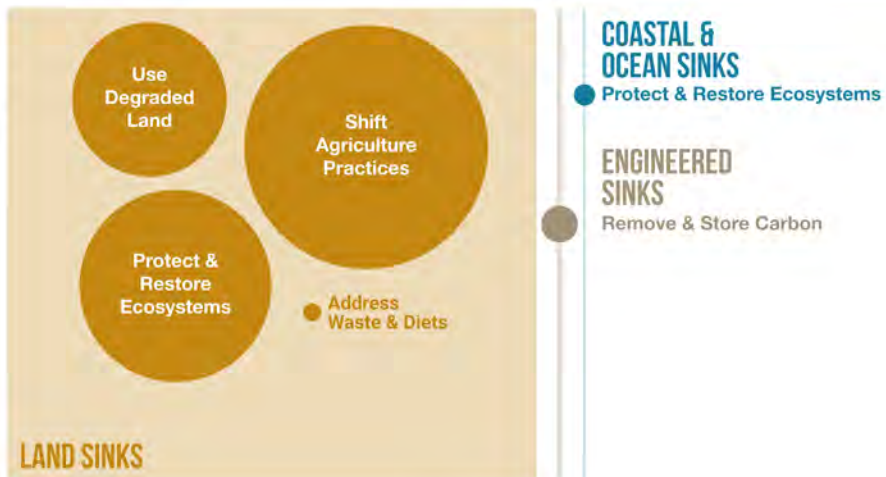 Use
Degraded
Land
Shift
Agriculture
Practices
Protect &
Restore
Ecosystems
Address
Waste & Diets
LAND SINKS
COASTAL &
OCEAN SINKS
Protect & Restore Ecosystems
ENGINEERED
SINKS
Remove & Store Carbon